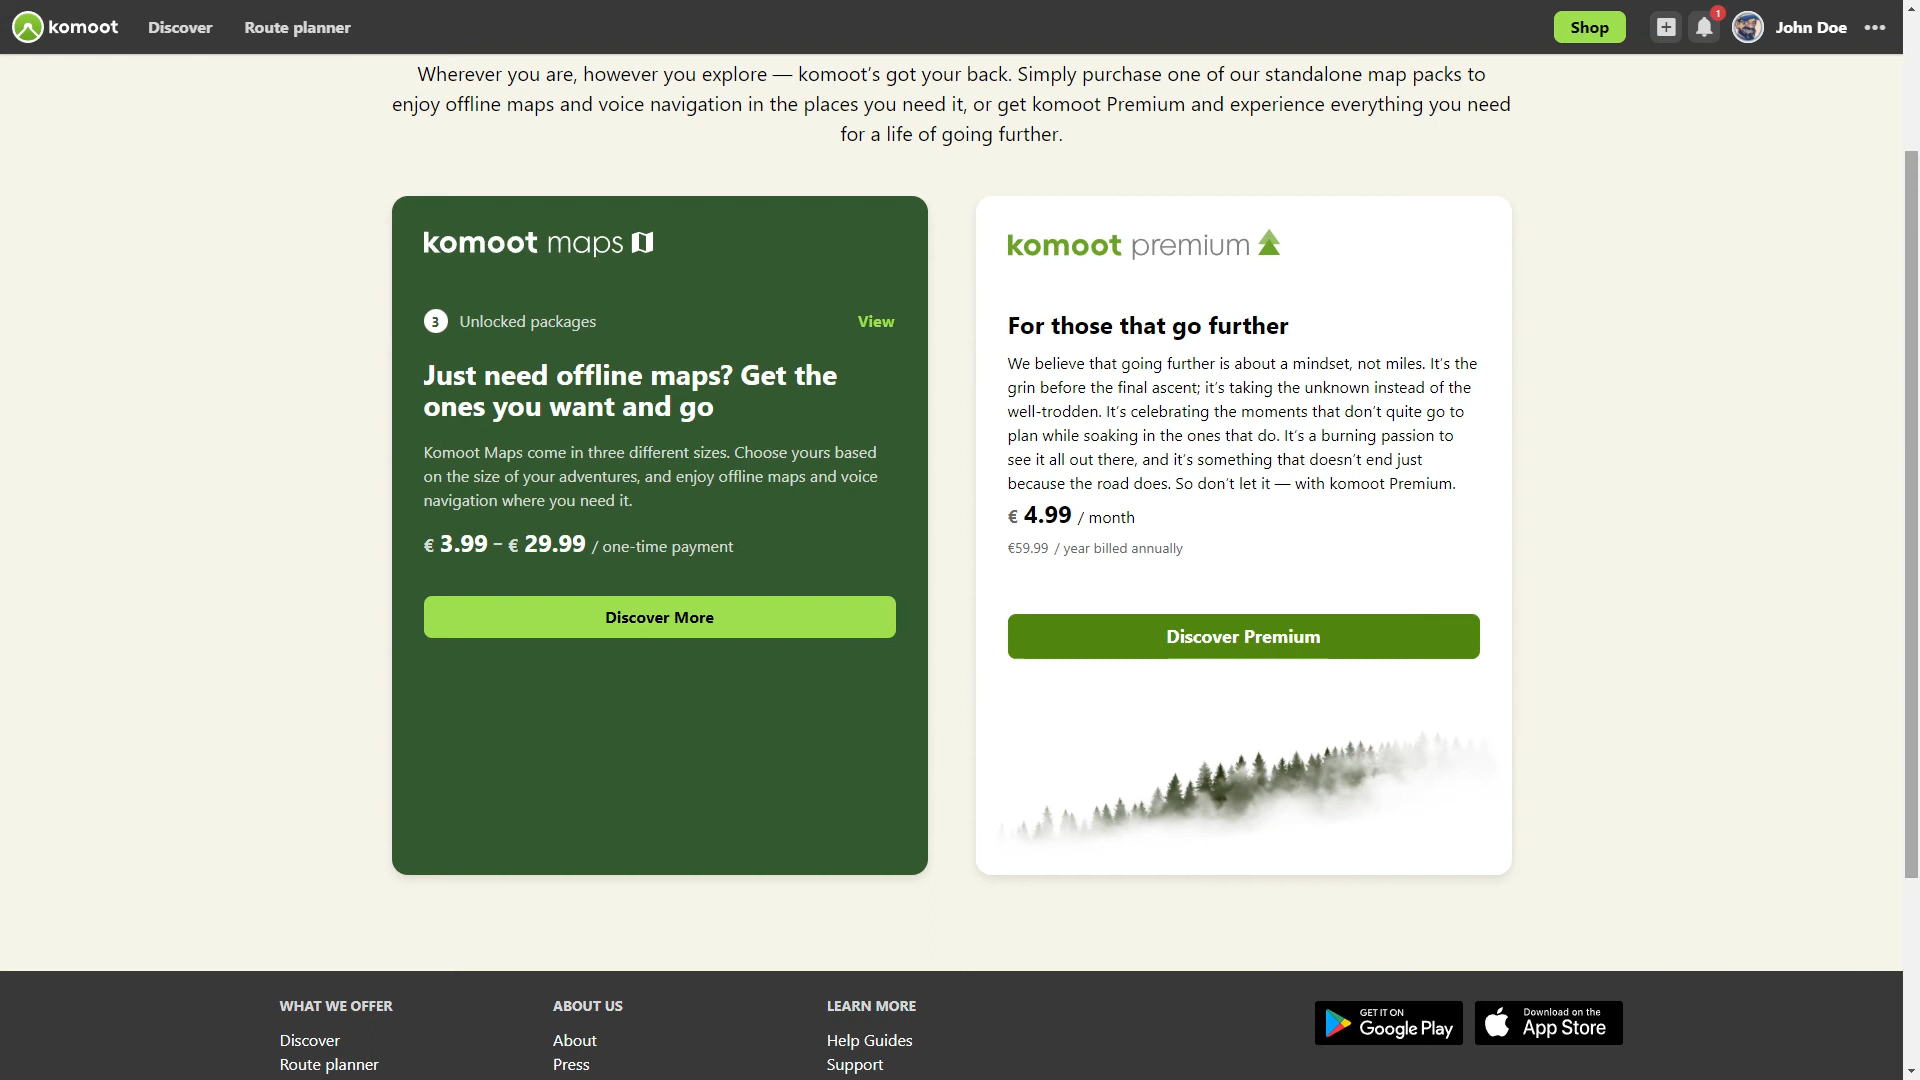 komoot Discover Route planner Shop 1 John Doe
Wherever you are, however you explore — komoot’s got your back. Simply purchase one of our standalone map packs to
enjoy offline maps and voice navigation in the places you need it, or get komoot Premium and experience everything you need
for a life of going further.
komoot maps
3 Unlocked packages View
Just need offline maps? Get the
ones you want and go
Komoot Maps come in three different sizes. Choose yours based
on the size of your adventures, and enjoy offline maps and voice
navigation where you need it.
€ 3.99 – € 29.99 / one-time payment
Discover More
komoot premium
For those that go further
We believe that going further is about a mindset, not miles. It’s the
grin before the final ascent; it’s taking the unknown instead of the
well-trodden. It’s celebrating the moments that don’t quite go to
plan while soaking in the ones that do. It’s a burning passion to
see it all out there, and it’s something that doesn’t end just
because the road does. So don’t let it — with komoot Premium.
€ 4.99 / month
€59.99 / year billed annually
Discover Premium
WHAT WE OFFER
Discover
Route planner
ABOUT US
About
Press
LEARN MORE
Help Guides
Support
GET IT ON
Google Play
Download on the
App Store